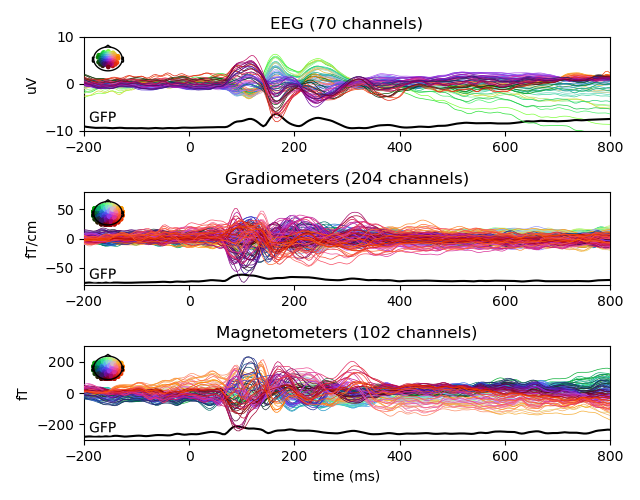 EEG (70 channels)
10
0
−10
uV
GFP
−200 0 200 400 600 800
Gradiometers (204 channels)
50
0
−50
fT/cm
GFP
−200 0 200 400 600 800
Magnetometers (102 channels)
200
0
−200
fT
GFP
−200 0 200 400 600 800
time (ms)